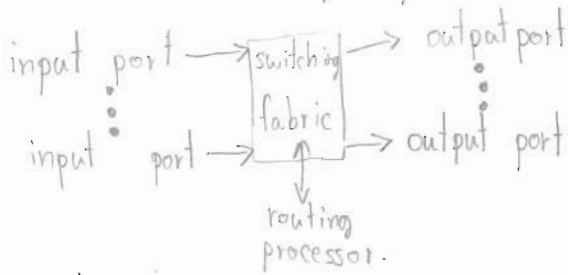 input port
switching
output port
fabric
input port
output port
routing
processor.